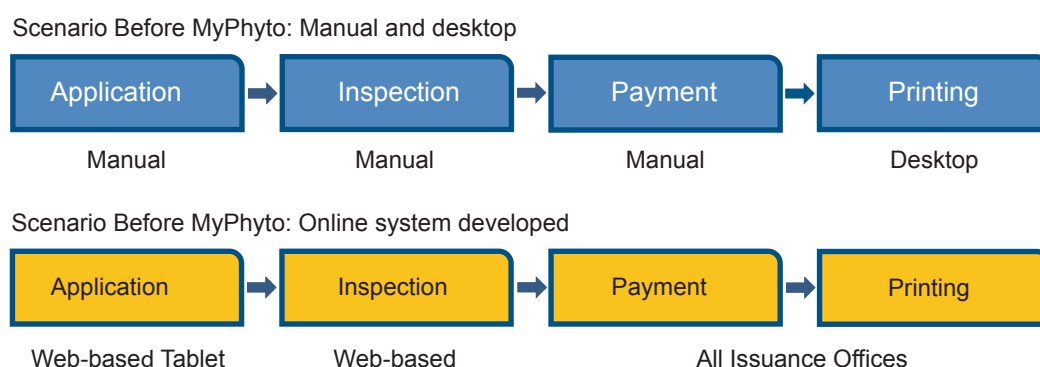 Scenario Before MyPhyto: Manual and desktop
Application Inspection Payment Printing
Manual Manual Manual Desktop
Scenario Before MyPhyto: Online system developed
Application Inspection Payment Printing
Web-based Tablet Web-based All Issuance Offices